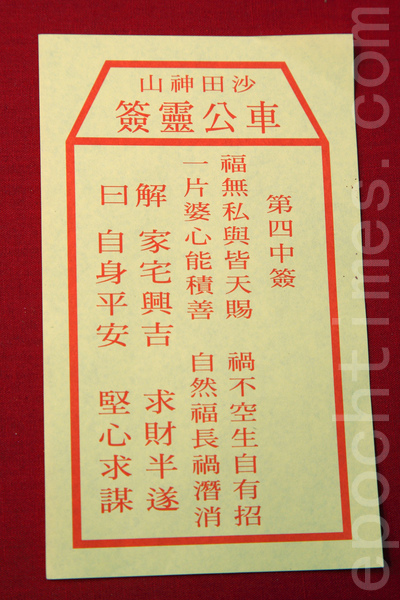 沙田神山
車公靈簽
第四中簽
福無私與皆天賜 禍不空生自有招
一片婆心能積善 自然福長禍潛消
解 家宅興吉 求財半遂
曰 自身平安 堅心求謀
epochtimes.com